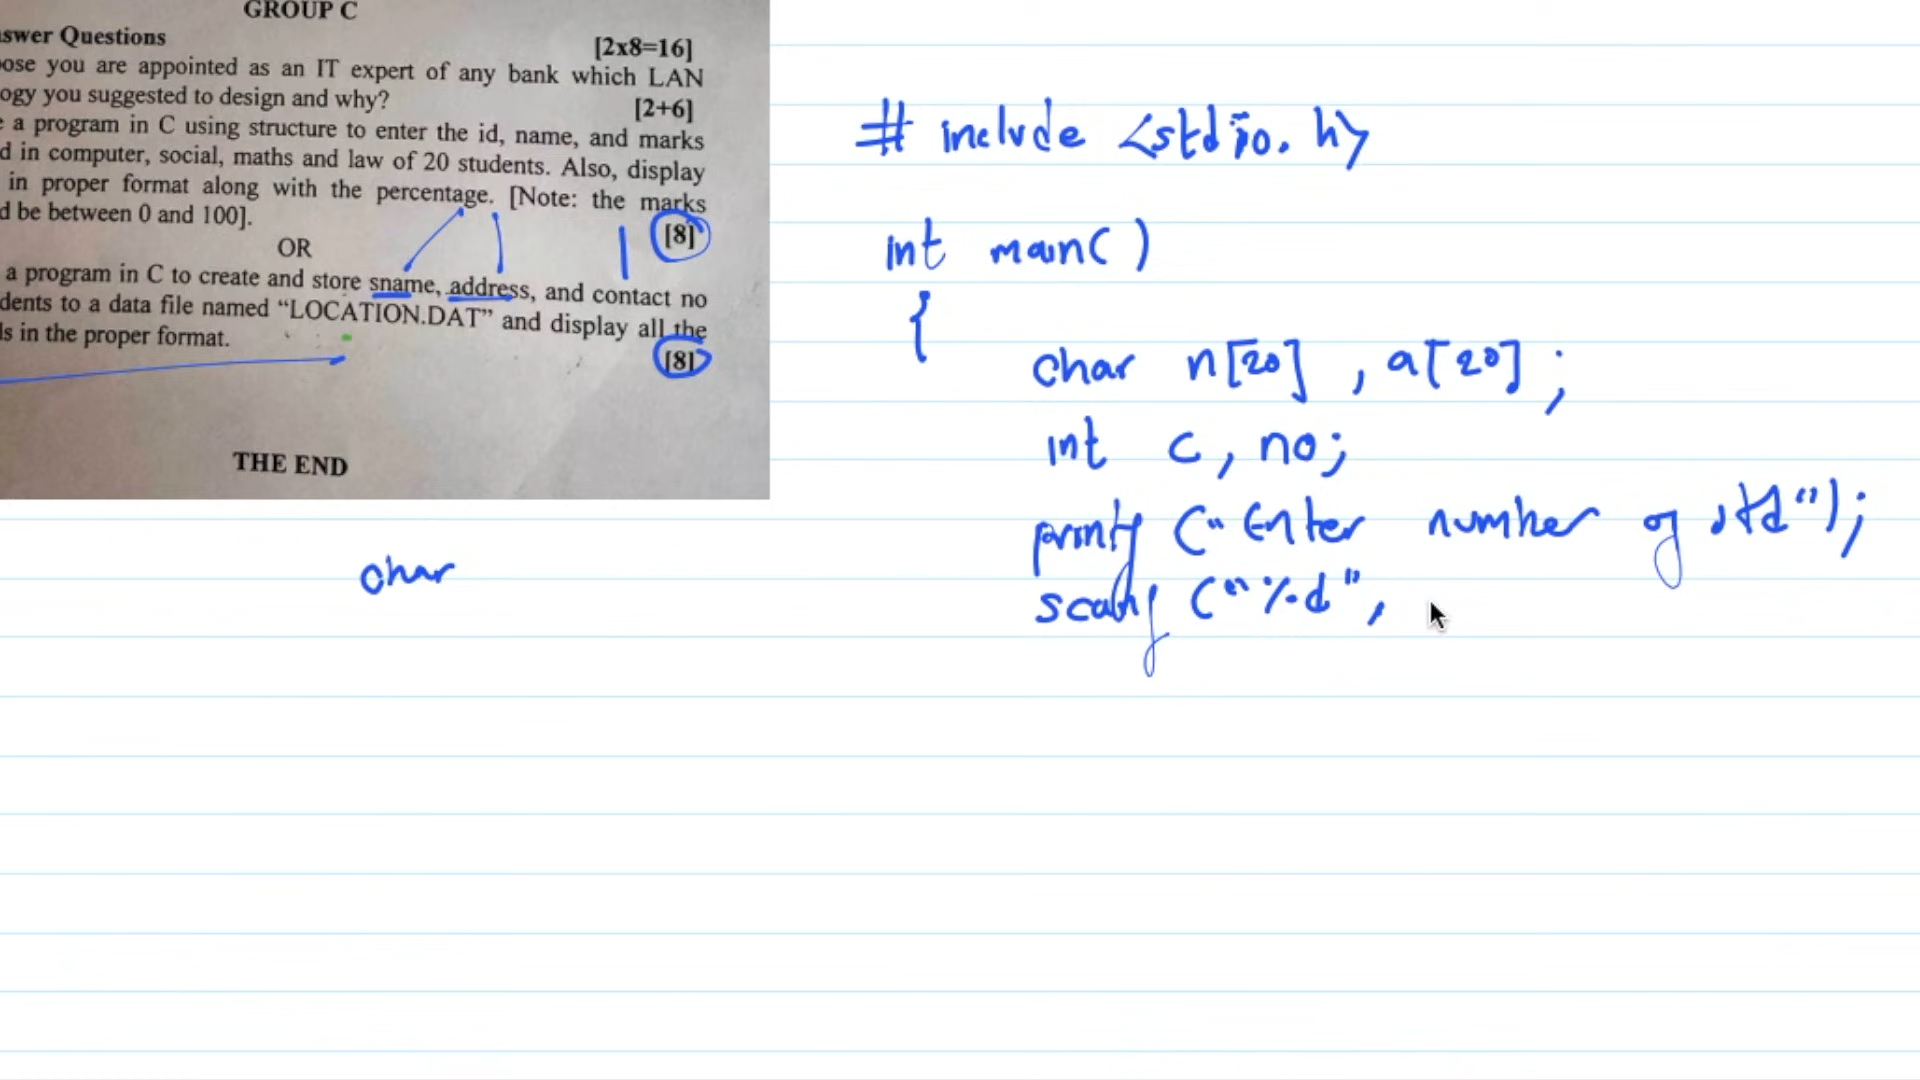 GROUP C
swer Questions
[2x8=16]
ose you are appointed as an IT expert of any bank which LAN
ogy you suggested to design and why?
[2+6]
e a program in C using structure to enter the id, name, and marks
d in computer, social, maths and law of 20 students. Also, display
in proper format along with the percentage. [Note: the marks
d be between 0 and 100].
[8]
OR
a program in C to create and store sname, address, and contact no
dents to a data file named “LOCATION.DAT” and display all the
ls in the proper format.
[8]
THE END
char
# include <stdio.h>
int main()
{
char n[20], a[20];
int c, no;
printf ("Enter number of std");
scanf ("%d",